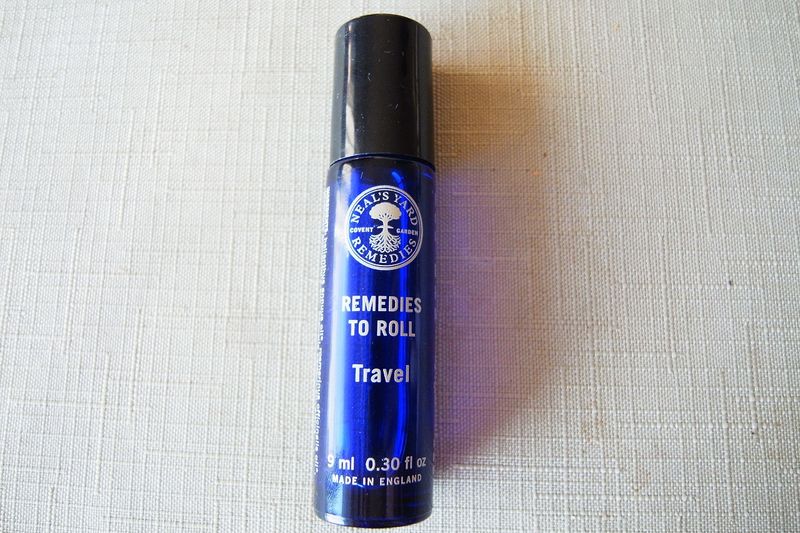 NEAL'S YARD
COVENT GARDEN
REMEDIES
REMEDIES
TO ROLL
Travel
9 ml 0.30 fl oz
MADE IN ENGLAND